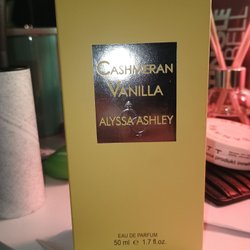 CASHMERAN
VANILLA
ALYSSA ASHLEY
EAU DE PARFUM
50 ml e 1.7 fl.oz.